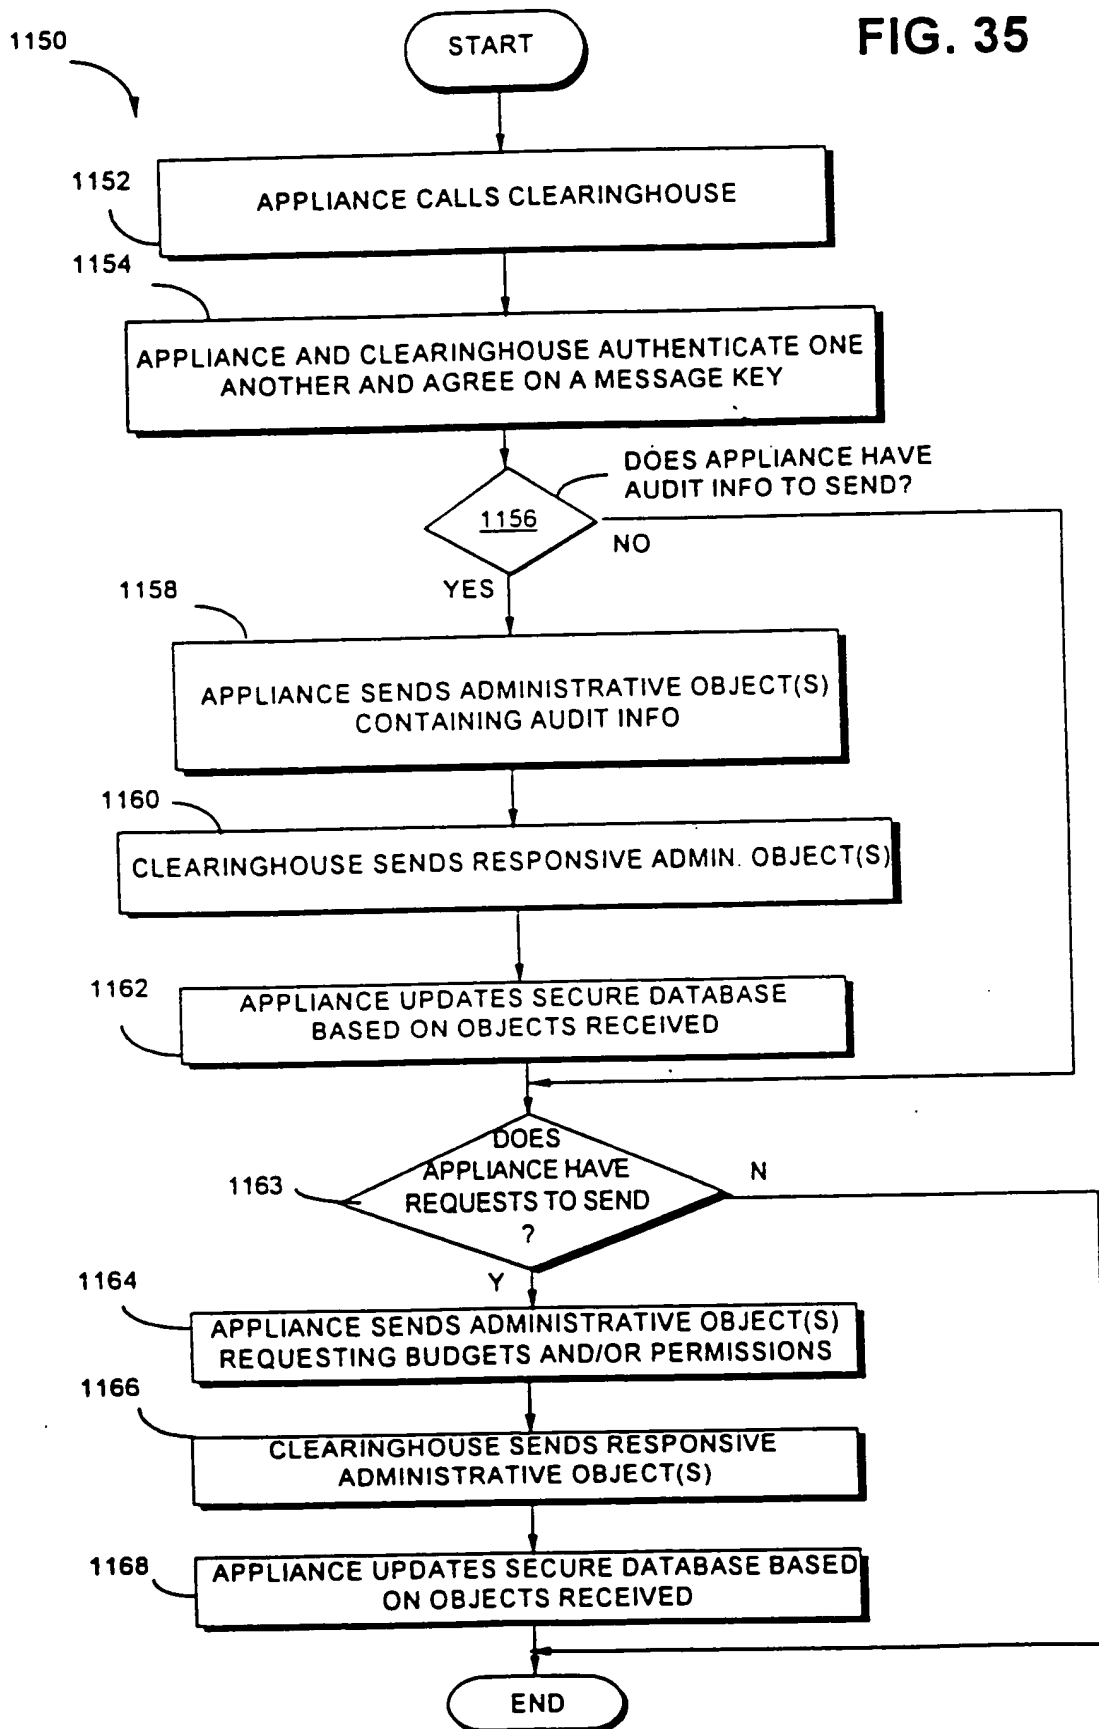 FIG. 35
1150
START
1152
APPLIANCE CALLS CLEARINGHOUSE
1154
APPLIANCE AND CLEARINGHOUSE AUTHENTICATE ONE
ANOTHER AND AGREE ON A MESSAGE KEY
DOES APPLIANCE HAVE
AUDIT INFO TO SEND?
1156
NO
YES
1158
APPLIANCE SENDS ADMINISTRATIVE OBJECT(S)
CONTAINING AUDIT INFO
1160
CLEARINGHOUSE SENDS RESPONSIVE ADMIN. OBJECT(S)
1162
APPLIANCE UPDATES SECURE DATABASE
BASED ON OBJECTS RECEIVED
DOES
APPLIANCE HAVE
REQUESTS TO SEND
?
1163
N
Y
1164
APPLIANCE SENDS ADMINISTRATIVE OBJECT(S)
REQUESTING BUDGETS AND/OR PERMISSIONS
1166
CLEARINGHOUSE SENDS RESPONSIVE
ADMINISTRATIVE OBJECT(S)
1168
APPLIANCE UPDATES SECURE DATABASE BASED
ON OBJECTS RECEIVED
END